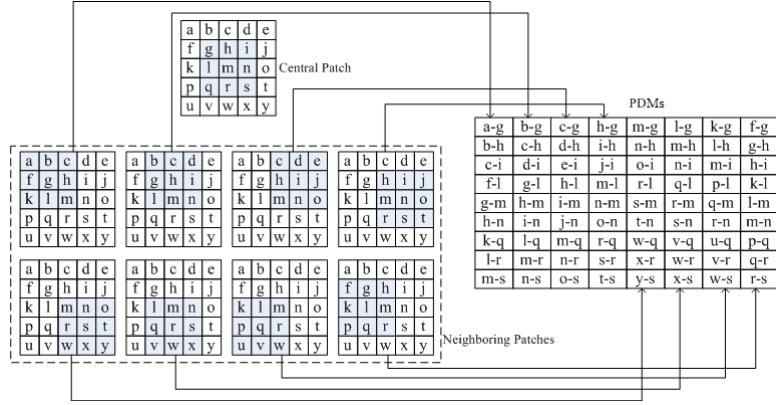 a b c d e
f g h i j
k l m n o
p q r s t
u v w x y
Central Patch
PDMs
a-g b-g c-g h-g m-g l-g k-g f-g
b-h c-h d-h i-h n-h m-h l-h g-h
c-i d-i e-i j-i o-i n-i m-i h-i
f-l g-l h-l m-l r-l q-l p-l k-l
g-m h-m i-m n-m s-m r-m q-m l-m
h-n i-n j-n o-n t-n s-n r-n m-n
k-q l-q m-q r-q w-q v-q u-q p-q
l-r m-r n-r s-r x-r w-r v-r q-r
m-s n-s o-s t-s y-s x-s w-s r-s
a b c d e a b c d e a b c d e a b c d e
f g h i j f g h i j f g h i j f g h i j
k l m n o k l m n o k l m n o k l m n o
p q r s t p q r s t p q r s t p q r s t
u v w x y u v w x y u v w x y u v w x y
a b c d e a b c d e a b c d e a b c d e
f g h i j f g h i j f g h i j f g h i j
k l m n o k l m n o k l m n o k l m n o
p q r s t p q r s t p q r s t p q r s t
u v w x y u v w x y u v w x y u v w x y
Neighboring Patches